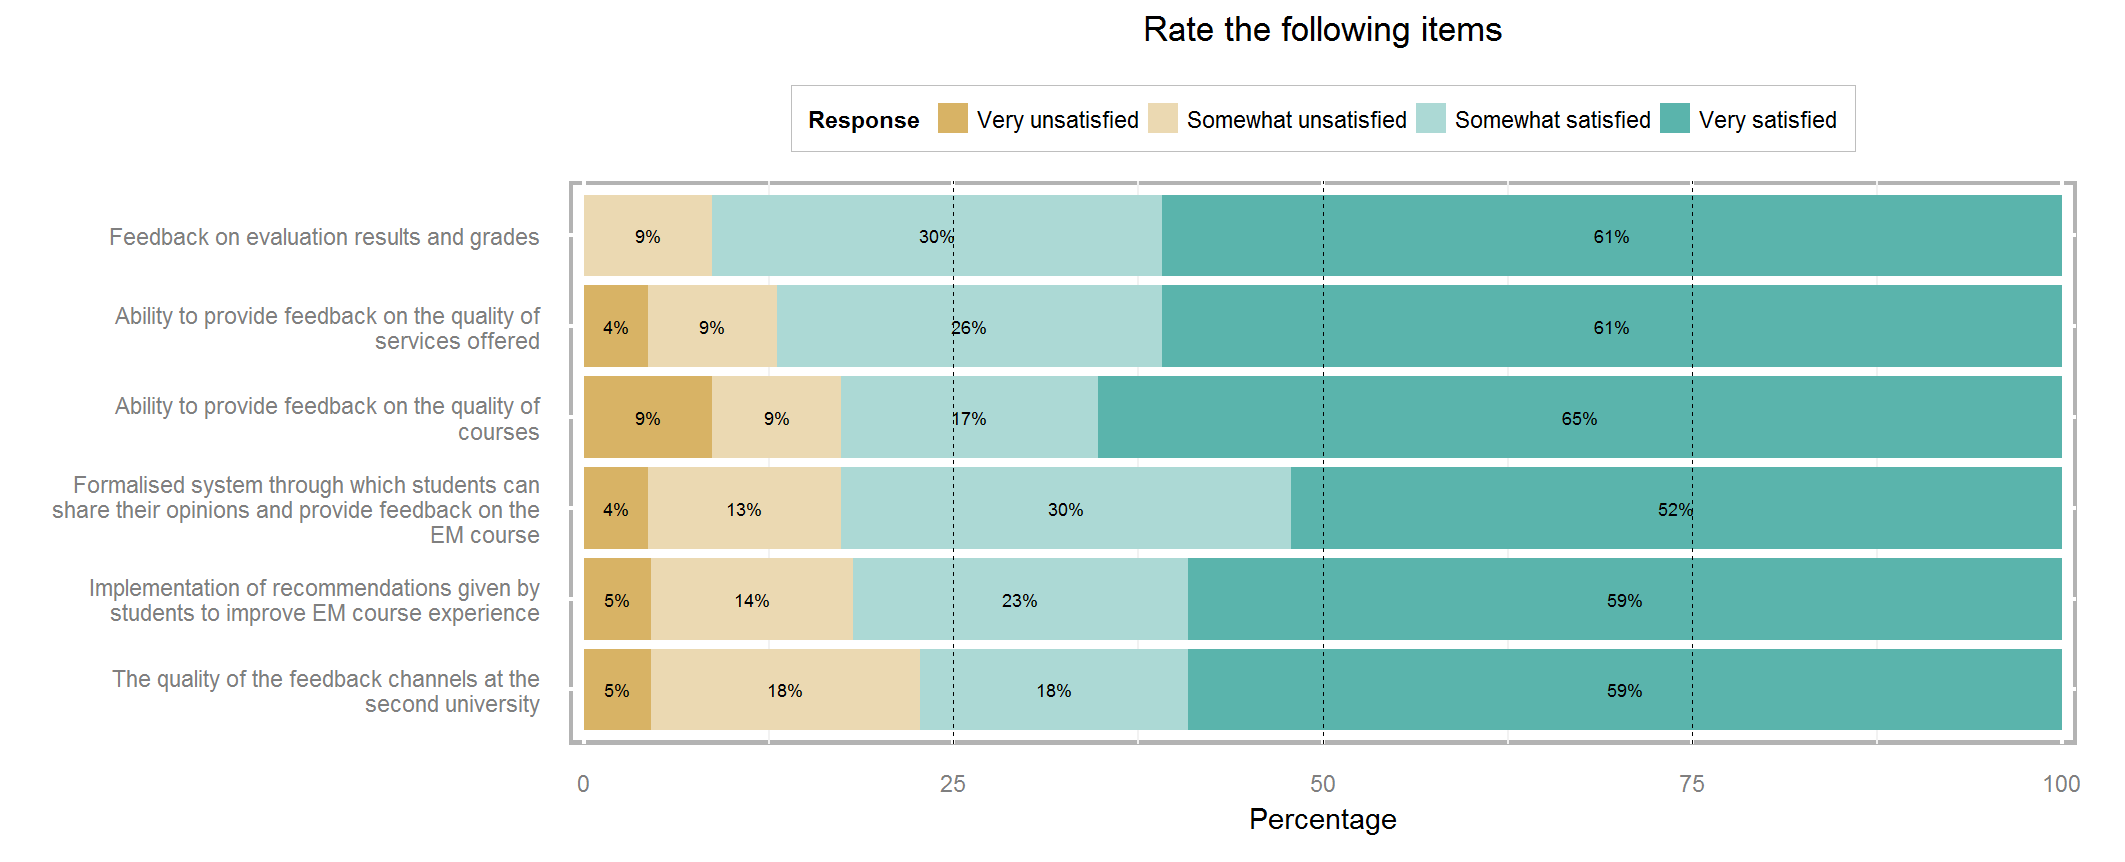 Rate the following items
Response Very unsatisfied Somewhat unsatisfied Somewhat satisfied Very satisfied
Feedback on evaluation results and grades
9% 30% 61%
Ability to provide feedback on the quality of
services offered
4% 9% 26% 61%
Ability to provide feedback on the quality of
courses
9% 9% 17% 65%
Formalised system through which students can
share their opinions and provide feedback on the
EM course
4% 13% 30% 52%
Implementation of recommendations given by
students to improve EM course experience
5% 14% 23% 59%
The quality of the feedback channels at the
second university
5% 18% 18% 59%
0 25 50 75 100
Percentage